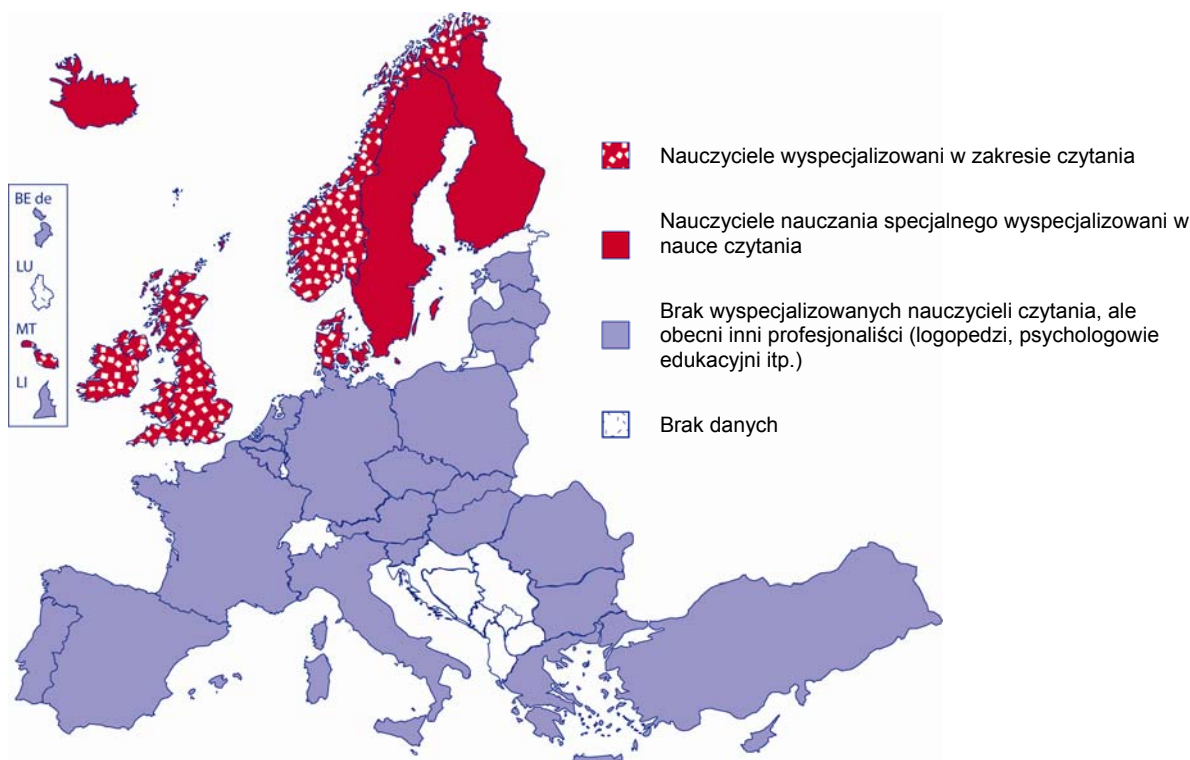 BE de
LU
MT
LI
Nauczyciele wyspecjalizowani w zakresie czytania
Nauczyciele nauczania specjalnego wyspecjalizowani w
nauce czytania
Brak wyspecjalizowanych nauczycieli czytania, ale
obecni inni profesjonaliści (logopedzi, psychologowie
edukacyjni itp.)
Brak danych